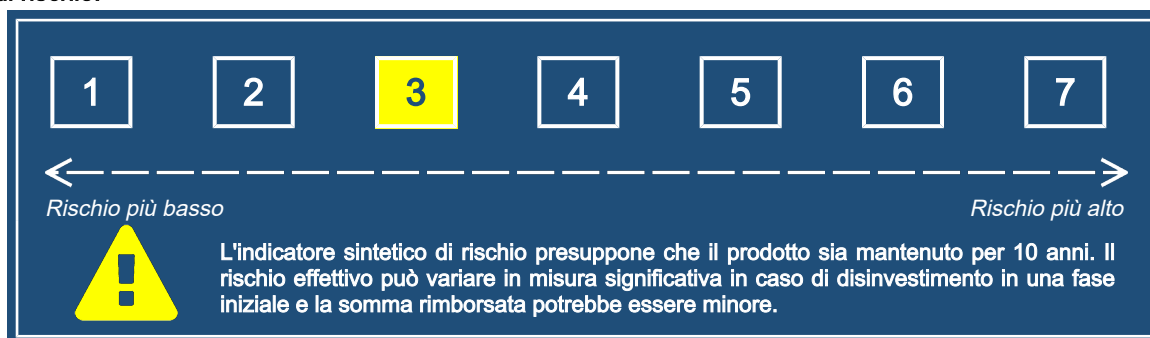 di rischio.
1 2 3 4 5 6 7
Rischio più basso Rischio più alto
L'indicatore sintetico di rischio presuppone che il prodotto sia mantenuto per 10 anni. Il
rischio effettivo può variare in misura significativa in caso di disinvestimento in una fase
iniziale e la somma rimborsata potrebbe essere minore.